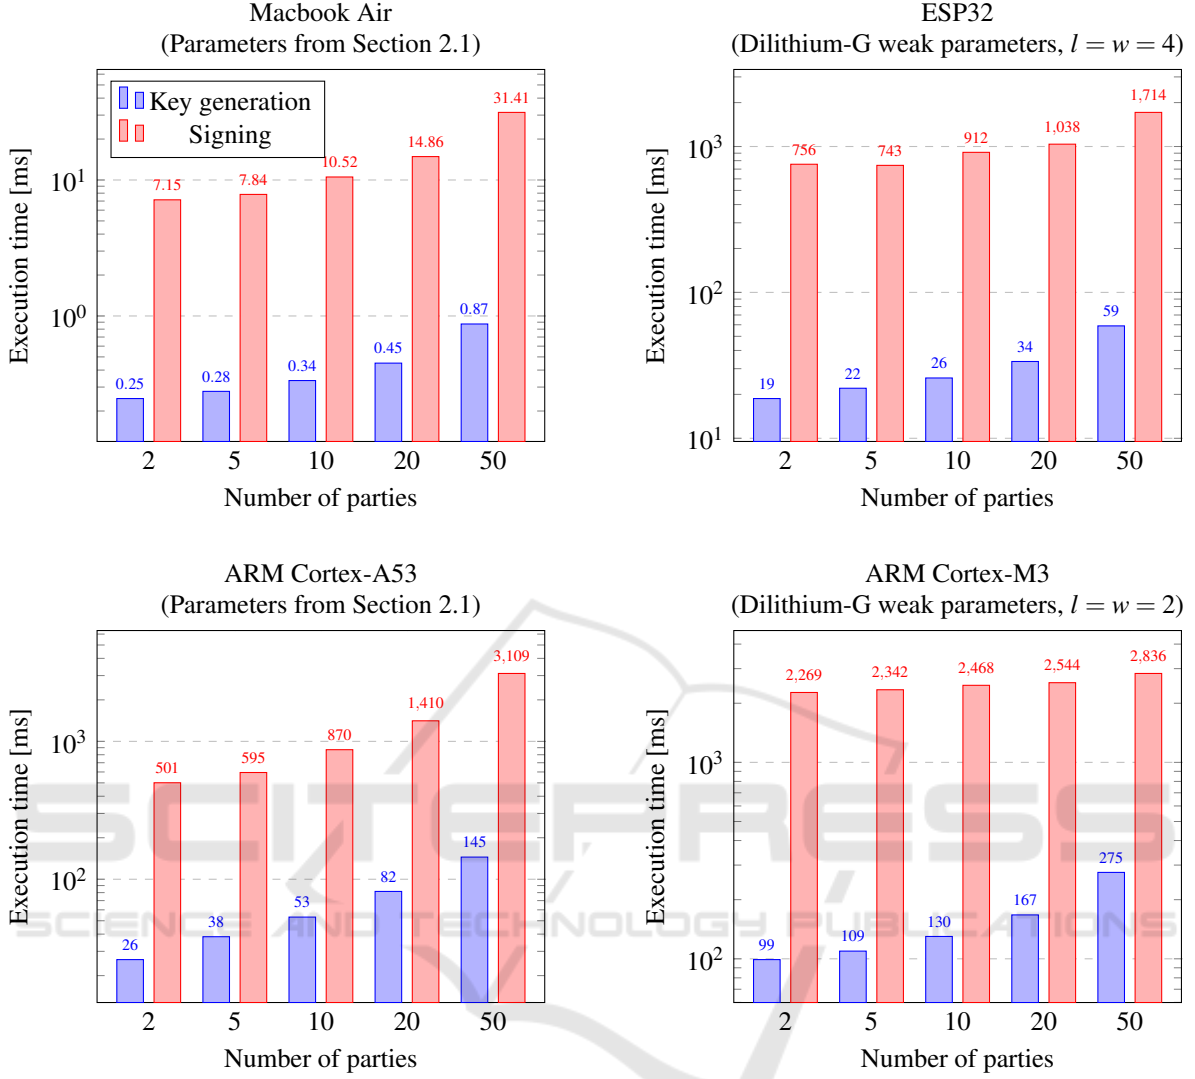 Macbook Air
(Parameters from Section 2.1)
Execution time [ms]
10^1
10^0
Key generation
Signing
0.25
7.15
0.28
7.84
0.34
10.52
0.45
14.86
0.87
31.41
2 5 10 20 50
Number of parties
ESP32
(Dilithium-G weak parameters, l = w = 4)
Execution time [ms]
10^3
10^2
10^1
19
756
22
743
26
912
34
1,038
59
1,714
2 5 10 20 50
Number of parties
ARM Cortex-A53
(Parameters from Section 2.1)
Execution time [ms]
10^3
10^2
26
501
38
595
53
870
82
1,410
145
3,109
2 5 10 20 50
Number of parties
ARM Cortex-M3
(Dilithium-G weak parameters, l = w = 2)
Execution time [ms]
10^3
10^2
99
2,269
109
2,342
130
2,468
167
2,544
275
2,836
2 5 10 20 50
Number of parties
SCITEPRESS
SCIENCE AND TECHNOLOGY PUBLICATIONS